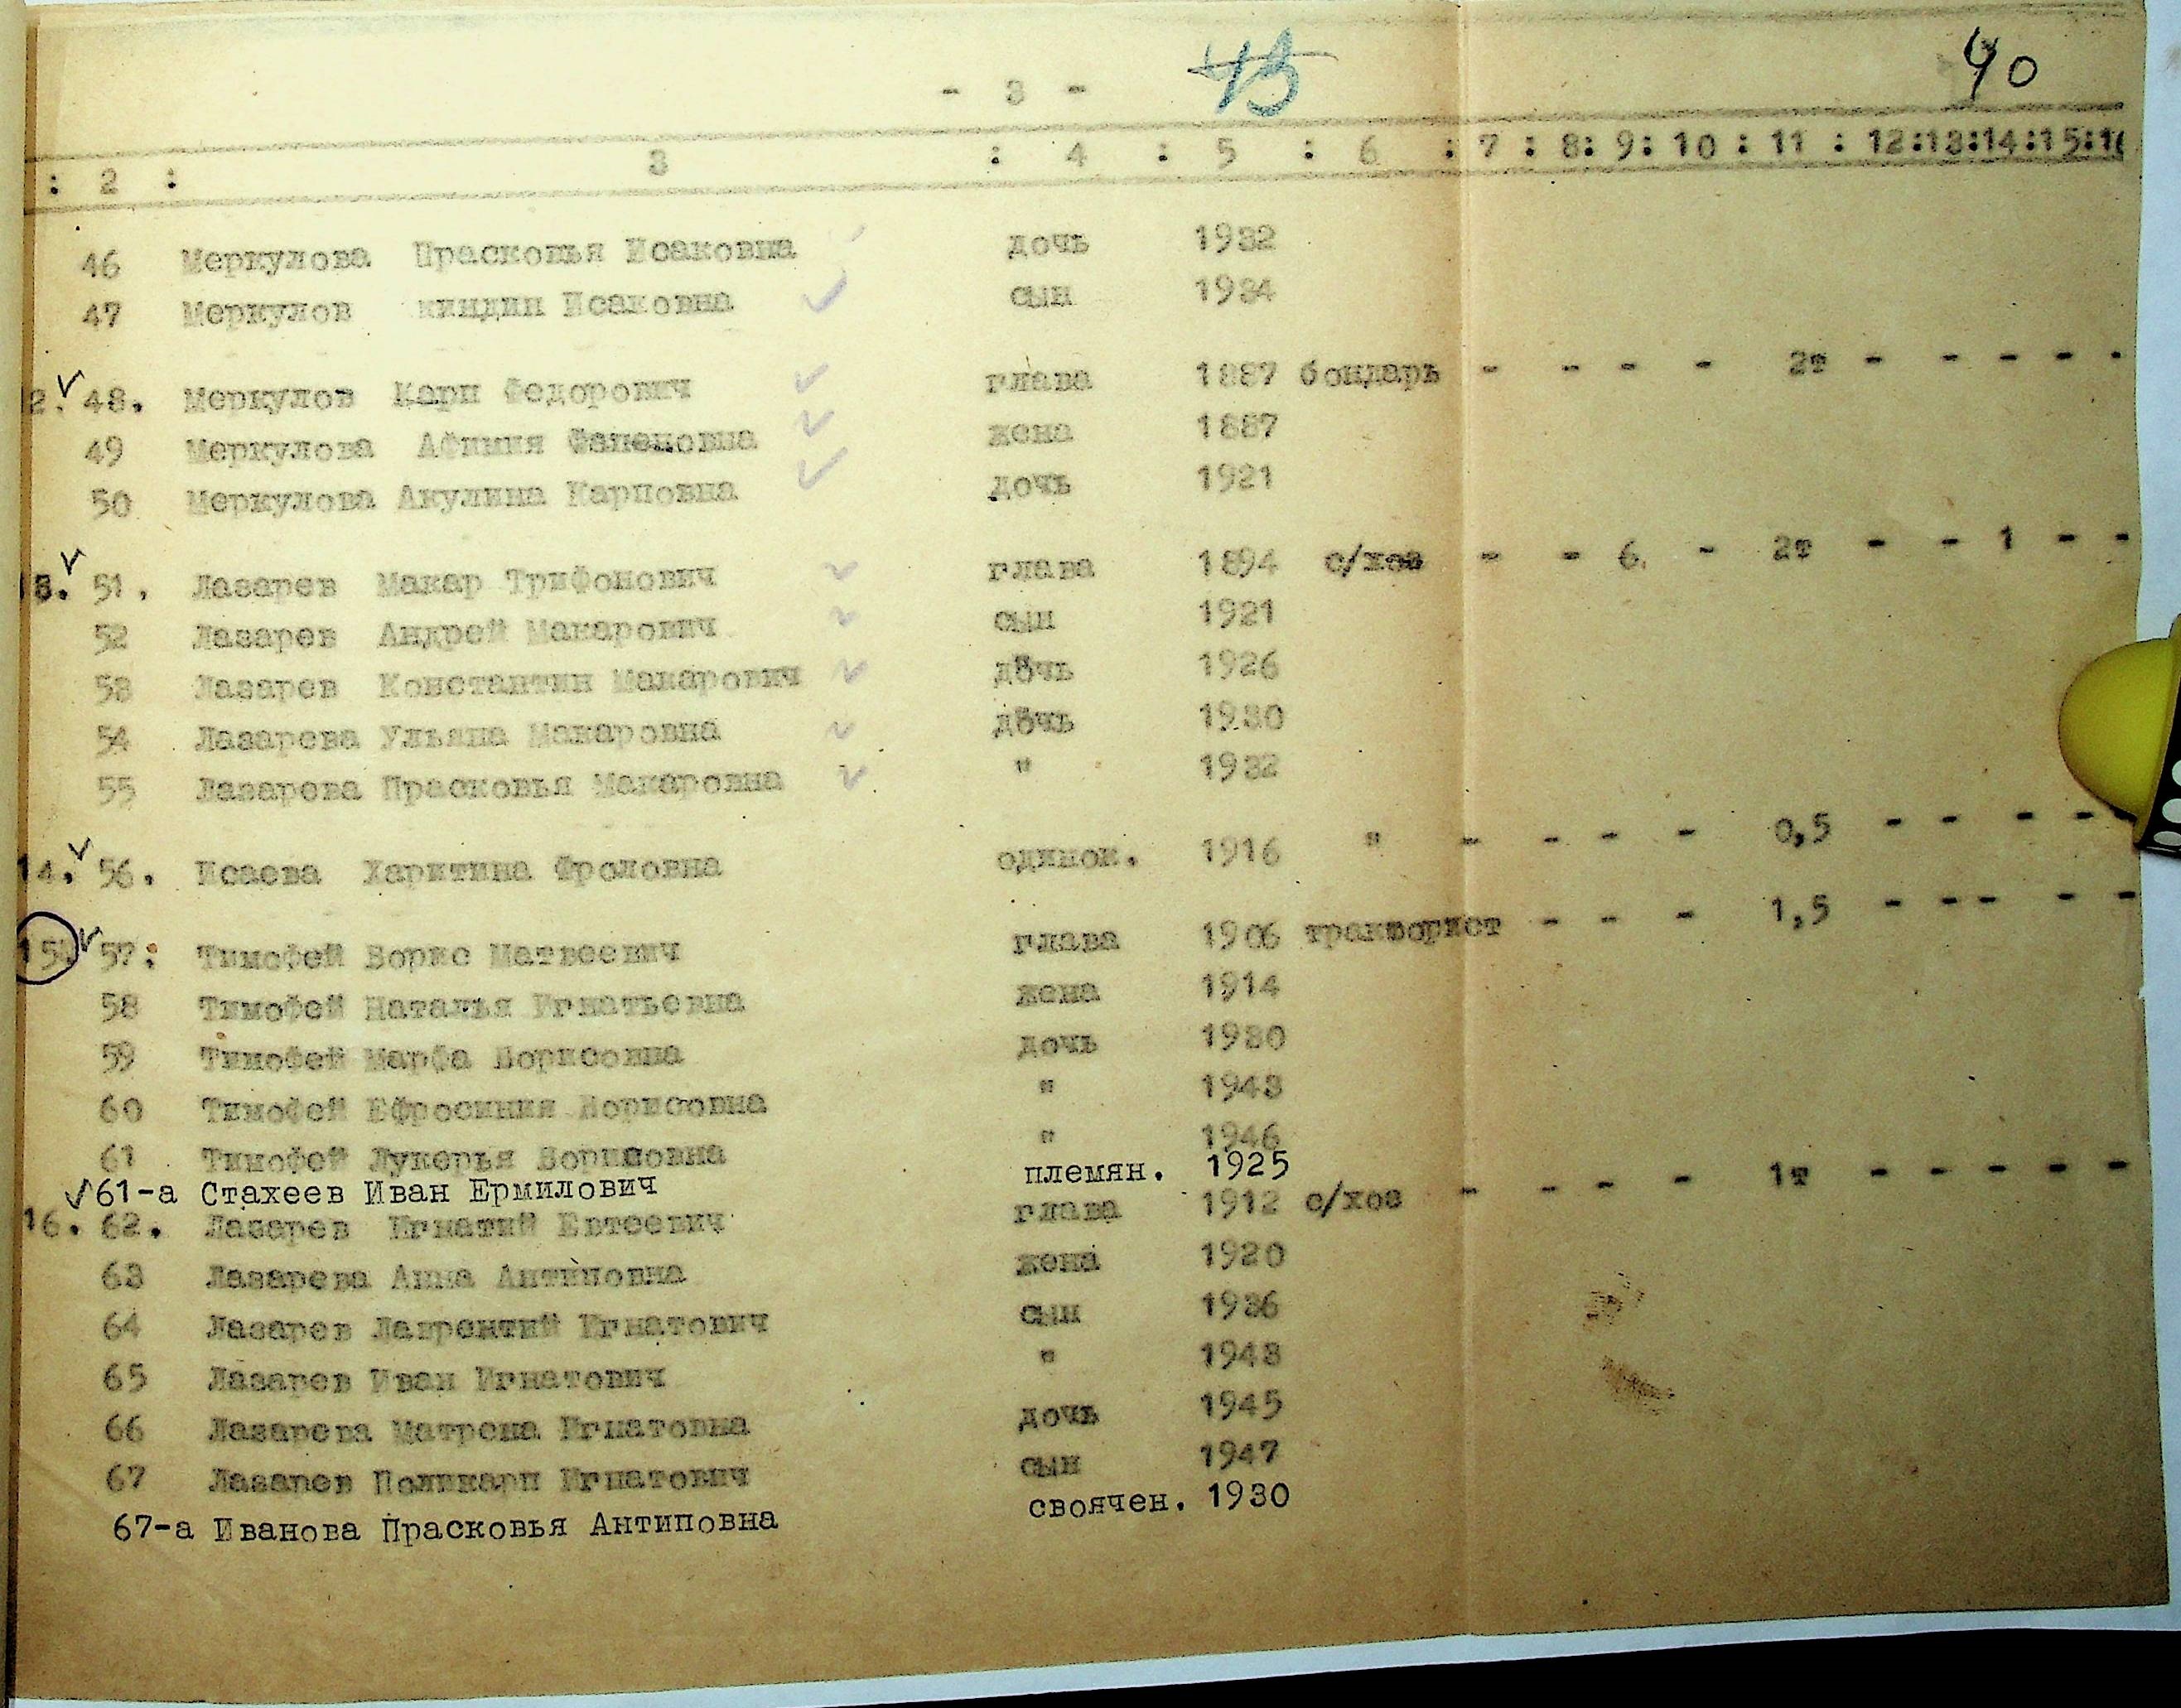 - 3 - 45 40
: 2 : 3 : 4 : 5 : 6 : 7 : 8: 9: 10 : 11 : 12:13:14:15:1
46 Меркулова Прасковья Исаковна дочь 1932
47 Меркулов Исаковна сын 1934
2. 48. Меркулов Карп Федорович глава 1887 бондарь - - - - 2т - - - - -
49 Меркулова Афимия жена 1887
50 Меркулова Акулина Карповна дочь 1921
13. 51. Лазарев Макар Трифонович глава 1894 с/хоз - - 6. - 2т - - 1 - -
52 Лазарев Андрей Макарович сын 1921
53 Лазарев Константин Макарович дочь 1926
54 Лазарева Ульяна Макаровна дочь 1930
55 Лазарева Прасковья Макаровна " 1932
14. 56. Исаева Харитина Фроловна одинок. 1916 " - - - - 0,5 - - - - -
15. 57: Тимофей Борис Матвеевич глава 1906 тракторист - - - 1,5 - - - - -
58 Тимофей Наталья Игнатьевна жена 1914
59 Тимофей Марфа Борисовна дочь 1930
60 Тимофей Ефросиния Борисовна " 1943
61 Тимофей Лукерья Борисовна " 1946
61-а Стахеев Иван Ермилович племян. 1925
16. 62. Лазарев Игнатий Евтеевич глава 1912 с/хоз - - - - 1т - - - - -
63 Лазарева Анна Антиповна жена 1920
64 Лазарев Лаврентий Игнатович сын 1936
65 Лазарев Иван Игнатович " 1943
66 Лазарева Матрена Игнатовна дочь 1945
67 Лазарев Поликарп Игнатович сын 1947
67-а Иванова Прасковья Антиповна своячен. 1930